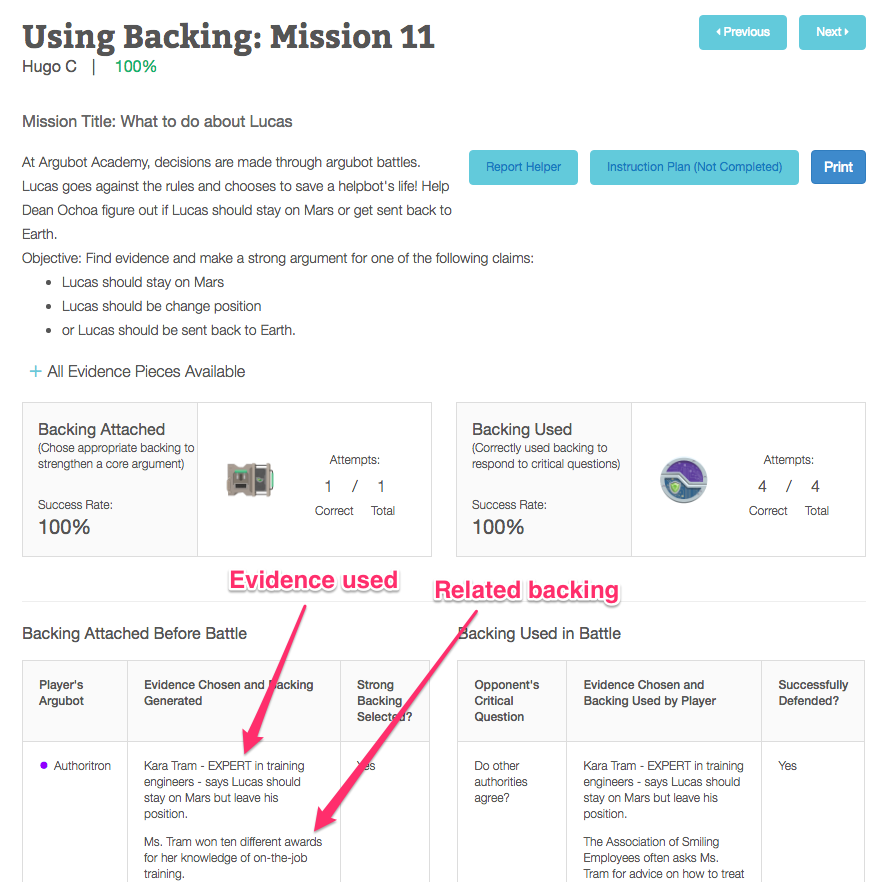 Using Backing: Mission 11
Previous
Next
Hugo C | 100%
Mission Title: What to do about Lucas
At Argubot Academy, decisions are made through argubot battles.
Lucas goes against the rules and chooses to save a helpbot's life! Help
Dean Ochoa figure out if Lucas should stay on Mars or get sent back to
Earth.
Report Helper
Instruction Plan (Not Completed)
Print
Objective: Find evidence and make a strong argument for one of the following claims:
• Lucas should stay on Mars
• Lucas should be change position
• or Lucas should be sent back to Earth.
+ All Evidence Pieces Available
Backing Attached
(Chose appropriate backing to
strengthen a core argument)
Success Rate:
100%
Attempts:
1 / 1
Correct Total
Backing Used
(Correctly used backing to
respond to critical questions)
Success Rate:
100%
Attempts:
4 / 4
Correct Total
Evidence used
Related backing
Backing Attached Before Battle
Player's
Argubot
Evidence Chosen and Backing
Generated
Strong
Backing
Selected?
Authoritron
Kara Tram - EXPERT in training
engineers - says Lucas should
stay on Mars but leave his
position.
Ms. Tram won ten different awards
for her knowledge of on-the-job
training.
Yes
Backing Used in Battle
Opponent's
Critical
Question
Evidence Chosen and
Backing Used by Player
Successfully
Defended?
Do other
authorities
agree?
Kara Tram - EXPERT in training
engineers - says Lucas should
stay on Mars but leave his
position.
The Association of Smiling
Employees often asks Ms.
Tram for advice on how to treat
Yes